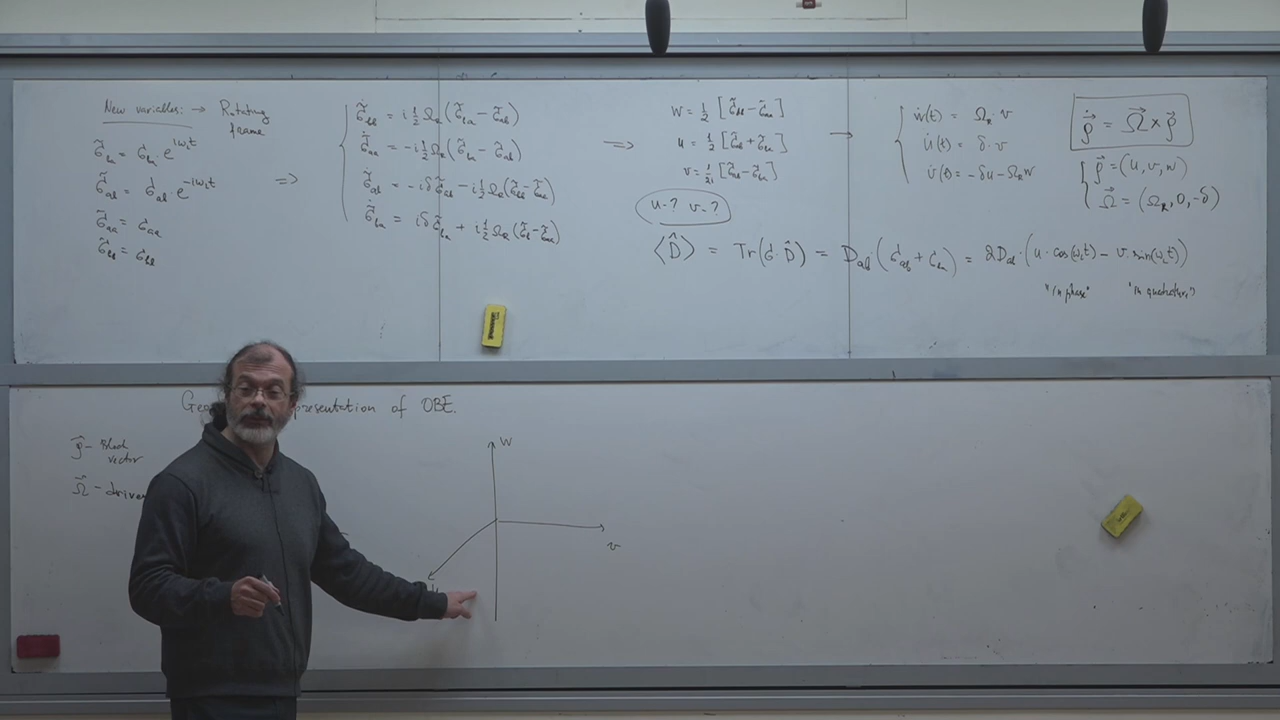 New variables: → Rotating frame
σ̃_ba = σ_ba e^{iω_L t}
σ̃_ab = σ_ab · e^{-iω_L t}
σ̃_aa = σ_aa
σ̃_bb = σ_bb
⇒
σ̃̇_bb = i ½ Ω_R (σ̃_ba − σ̃_ab)
σ̃̇_aa = −i ½ Ω_R (σ̃_ba − σ̃_ab)
σ̃̇_ab = −iδ σ̃_ab − i ½ Ω_R (σ̃_bb − σ̃_aa)
σ̃̇_ba = iδ σ̃_ba + i ½ Ω_R (σ̃_bb − σ̃_aa)
⇒
w = ½ [σ̃_bb − σ̃_aa]
u = ½ [σ̃_ab + σ̃_ba]
v = 1/2i [σ̃_ab − σ̃_ba]
u - ? v - ?
→
ẇ(t) = Ω_R · v
u̇(t) = δ · v
v̇(t) = −δu − Ω_R w
ρ⃗̇ = Ω⃗ × ρ⃗
ρ⃗ = (u, v, w)
Ω⃗ = (Ω_R, 0, −δ)
⟨D̂⟩ = Tr(σ̂ · D̂) = D_ab · (σ_ab + σ_ba) = 2D_ab · (u · cos(ω_L t) − v · sin(ω_L t))
"in phase" "in quadrature"
presentation of OBE.
ρ⃗ - Bloch vector
Ω⃗ - drive
w
v